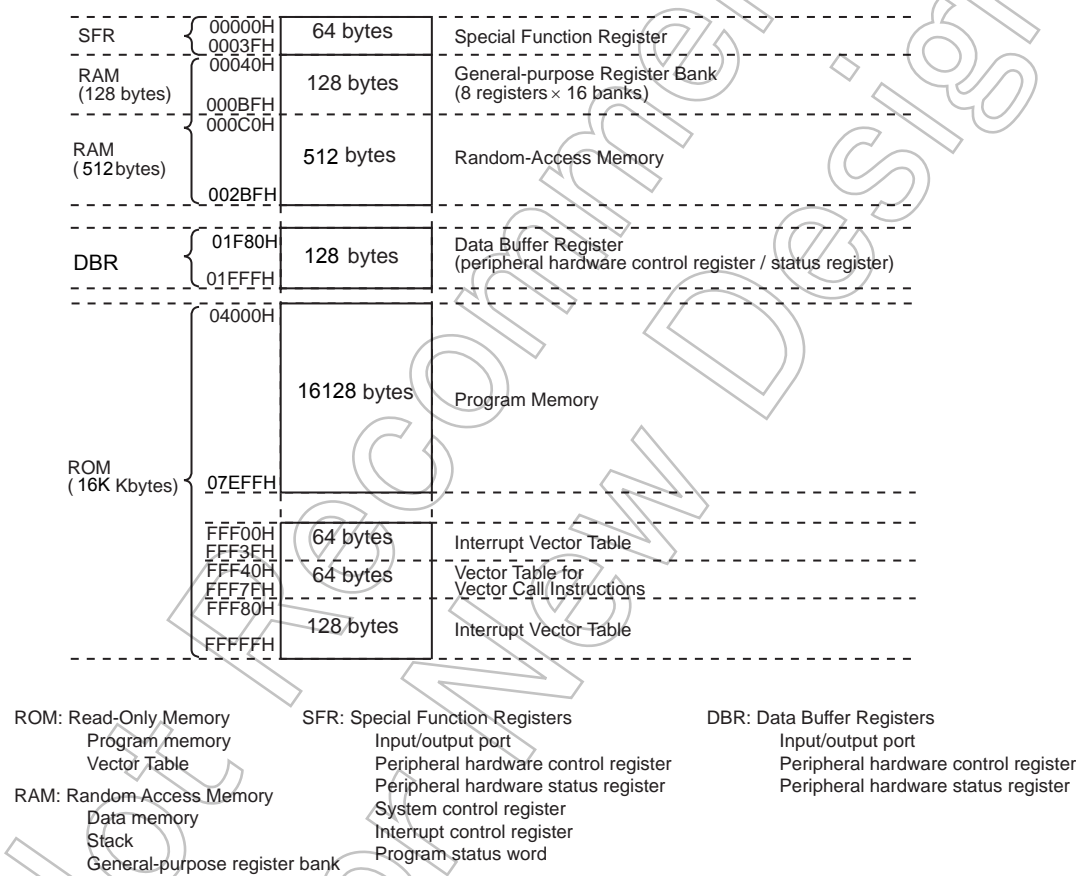 SFR
00000H
0003FH
64 bytes
Special Function Register
RAM
(128 bytes)
00040H
000BFH
128 bytes
General-purpose Register Bank
(8 registers × 16 banks)
RAM
( 512 bytes)
000C0H
002BFH
512 bytes
Random-Access Memory
DBR
01F80H
01FFFH
128 bytes
Data Buffer Register
(peripheral hardware control register / status register)
ROM
( 16K Kbytes)
04000H
07EFFH
16128 bytes
Program Memory
FFF00H
FFF3FH
64 bytes
Interrupt Vector Table
FFF40H
FFF7FH
64 bytes
Vector Table for
Vector Call Instructions
FFF80H
FFFFFH
128 bytes
Interrupt Vector Table
ROM: Read-Only Memory
Program memory
Vector Table
RAM: Random Access Memory
Data memory
Stack
General-purpose register bank
SFR: Special Function Registers
Input/output port
Peripheral hardware control register
Peripheral hardware status register
System control register
Interrupt control register
Program status word
DBR: Data Buffer Registers
Input/output port
Peripheral hardware control register
Peripheral hardware status register